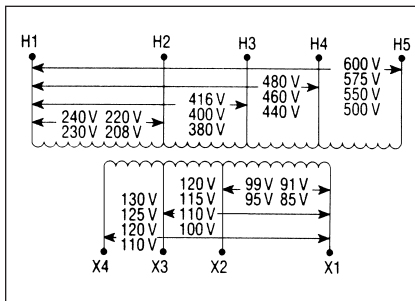 H1 H2 H3 H4 H5
600 V
480 V 575 V
416 V 460 V 550 V
240 V 220 V 400 V 440 V 500 V
230 V 208 V 380 V
120 V 99 V 91 V
130 V 115 V 95 V 85 V
125 V 110 V
120 V 100 V
110 V
X4 X3 X2 X1